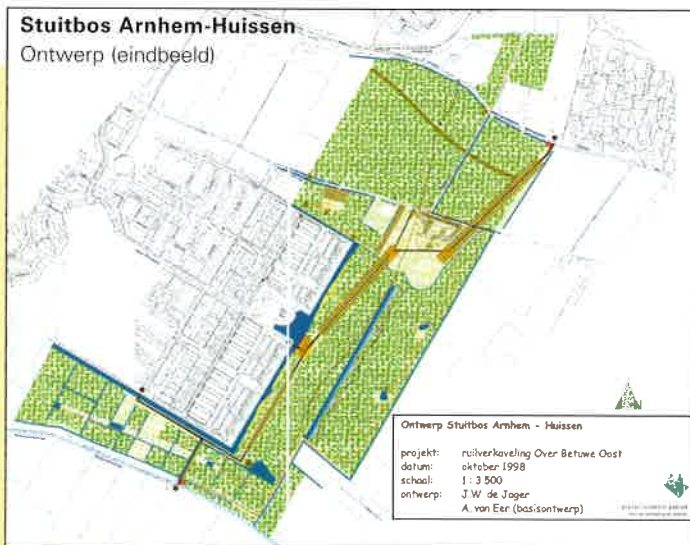 Stuitbos Arnhem-Huissen
Ontwerp (eindbeeld)
Ontwerp Stuitbos Arnhem - Huissen
projekt: ruilverkaveling Over Betuwe Oost
datum: oktober 1998
schaal: 1 : 3 500
ontwerp: J.W. de Jager
A. van Eer (basisontwerp)